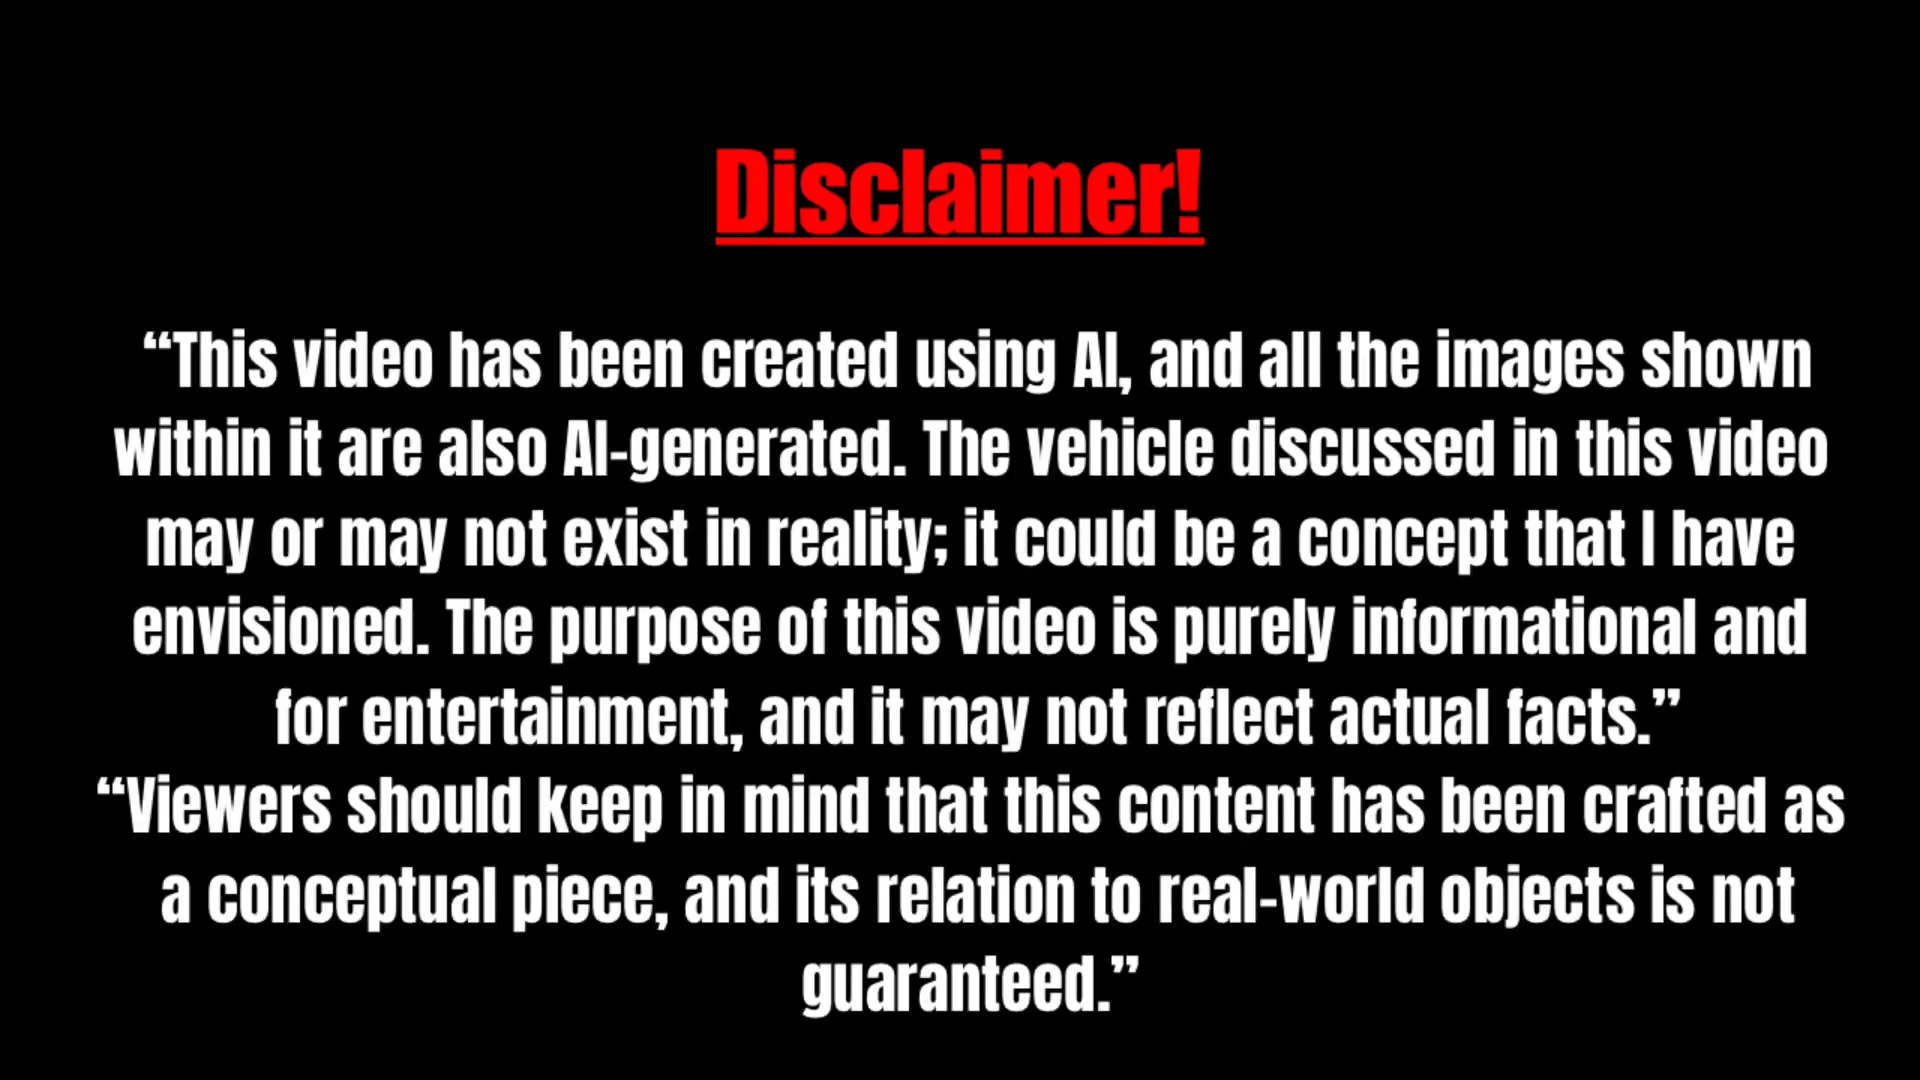 Disclaimer!
“This video has been created using AI, and all the images shown
within it are also AI-generated. The vehicle discussed in this video
may or may not exist in reality; it could be a concept that I have
envisioned. The purpose of this video is purely informational and
for entertainment, and it may not reflect actual facts.”
“Viewers should keep in mind that this content has been crafted as
a conceptual piece, and its relation to real-world objects is not
guaranteed.”